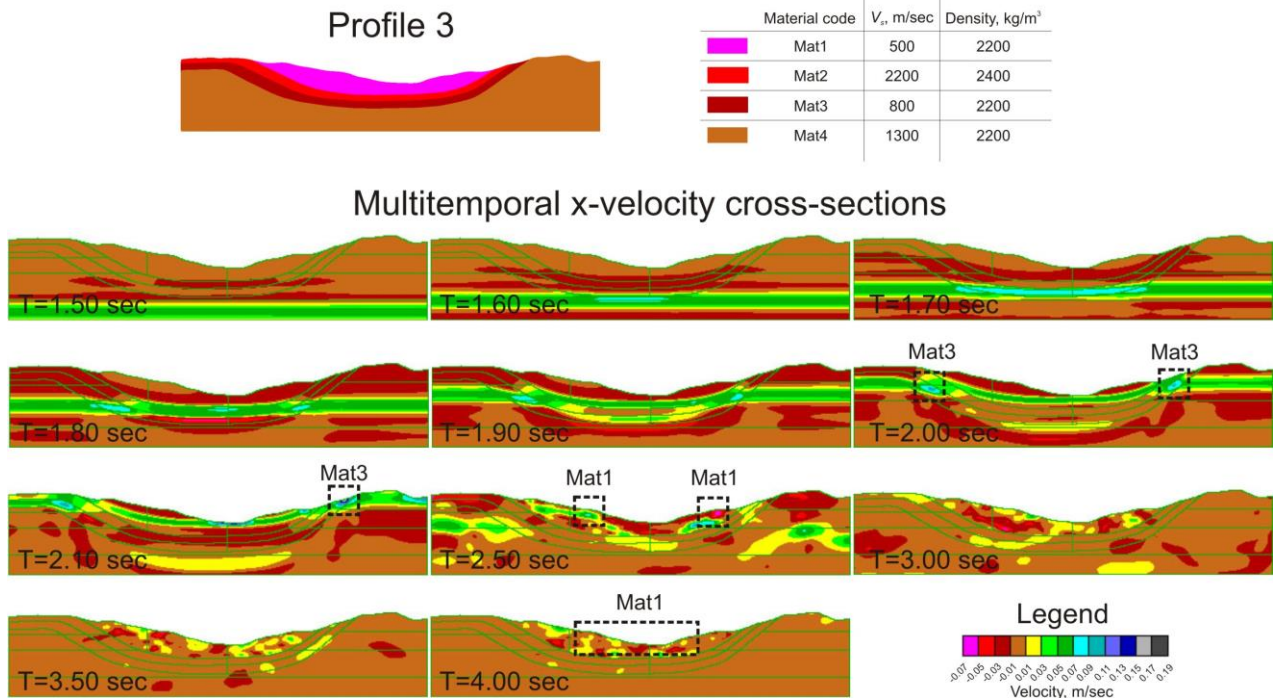 Profile 3
Material code Vs, m/sec Density, kg/m³
Mat1 500 2200
Mat2 2200 2400
Mat3 800 2200
Mat4 1300 2200
Multitemporal x-velocity cross-sections
T=1.50 sec T=1.60 sec T=1.70 sec
Mat3 Mat3
T=1.80 sec T=1.90 sec T=2.00 sec
Mat3 Mat1 Mat1
T=2.10 sec T=2.50 sec T=3.00 sec
Mat1 Legend
T=3.50 sec T=4.00 sec
-0.07 -0.05 -0.03 -0.01 0.01 0.03 0.05 0.07 0.09 0.11 0.13 0.15 0.17 0.19
Velocity, m/sec